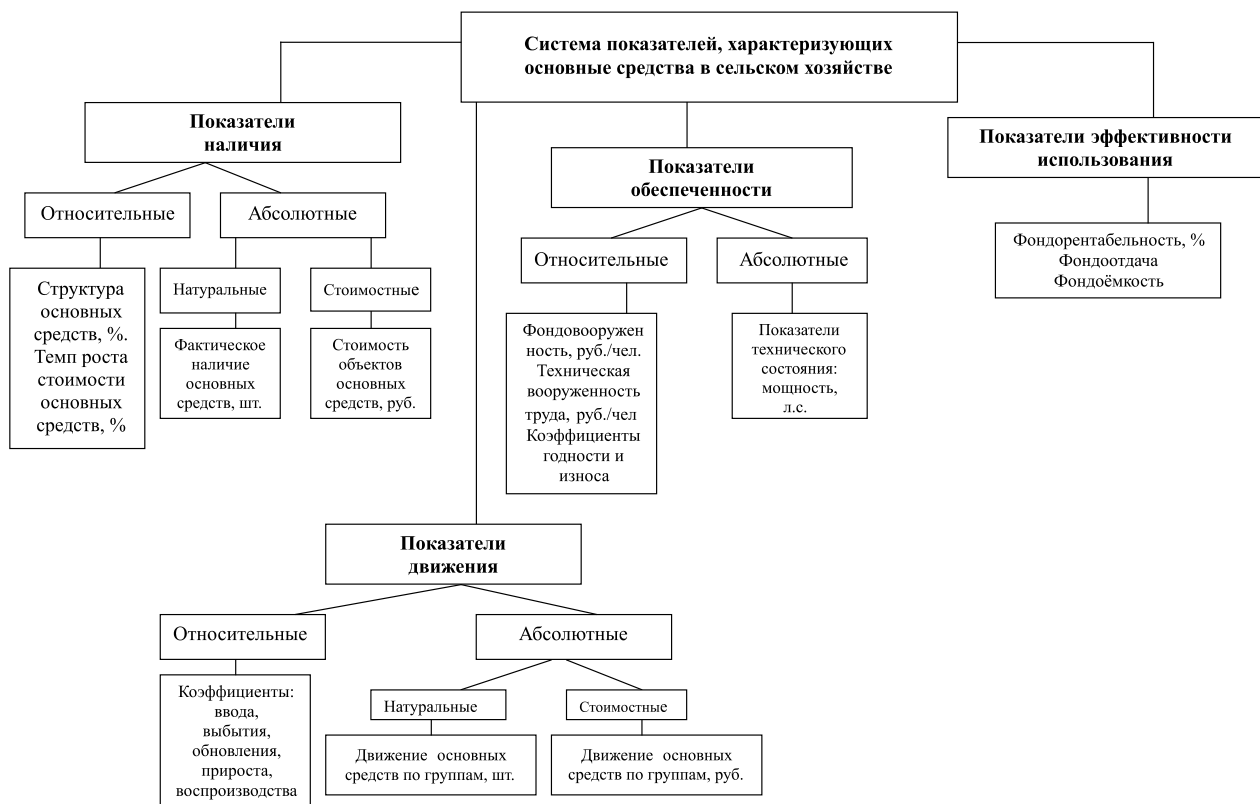 Система показателей, характеризующих
основные средства в сельском хозяйстве
Показатели
наличия
Относительные
Абсолютные
Структура
основных
средств, %.
Темп роста
стоимости
основных
средств, %
Натуральные
Стоимостные
Фактическое
наличие
основных
средств, шт.
Стоимость
объектов
основных
средств, руб.
Показатели
обеспеченности
Относительные
Абсолютные
Фондовооружен
ность, руб./чел.
Техническая
вооруженность
труда, руб./чел
Коэффициенты
годности и
износа
Показатели
технического
состояния:
мощность,
л.с.
Показатели эффективности
использования
Фондорентабельность, %
Фондоотдача
Фондоёмкость
Показатели
движения
Относительные
Абсолютные
Коэффициенты:
ввода,
выбытия,
обновления,
прироста,
воспроизводства
Натуральные
Стоимостные
Движение основных
средств по группам, шт.
Движение основных
средств по группам, руб.